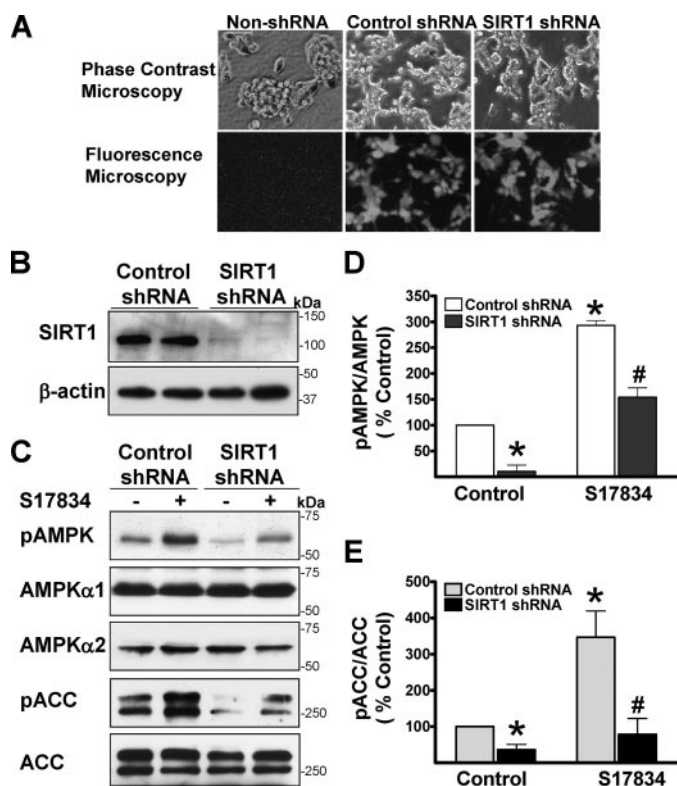 A
Non-shRNA Control shRNA SIRT1 shRNA
Phase Contrast
Microscopy
Fluorescence
Microscopy
B
Control
shRNA
SIRT1
shRNA
kDa
SIRT1
-150
-100
β-actin
-50
-37
C
Control
shRNA
SIRT1
shRNA
S17834 - + - + kDa
pAMPK
-75
-50
AMPKα1
-75
-50
AMPKα2
-75
-50
pACC
-250
ACC
-250
D
pAMPK/AMPK
( % Control)
350
300
250
200
150
100
50
Control shRNA
SIRT1 shRNA
*
*
#
Control S17834
E
pACC/ACC
( % Control)
500
400
300
200
100
Control shRNA
SIRT1 shRNA
*
*
#
Control S17834